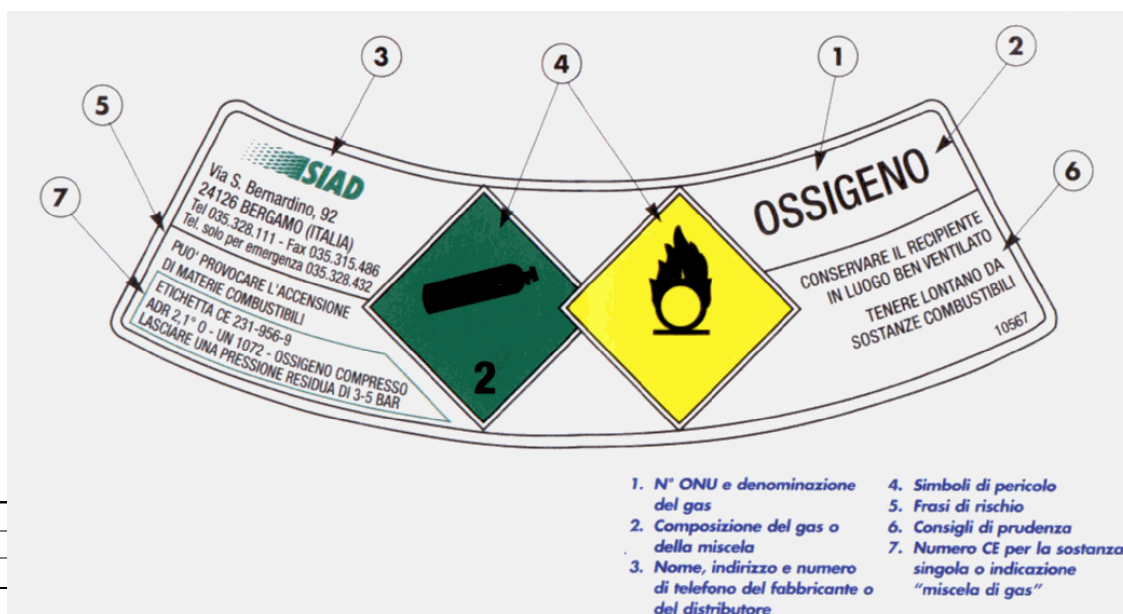 3
4
1
2
5
7
6
SIAD
Via S. Bernardino, 92
24126 BERGAMO (ITALIA)
Tel 035.328.111 - Fax 035.315.486
Tel. solo per emergenza 035.328.432
PUO' PROVOCARE L'ACCENSIONE
DI MATERIE COMBUSTIBILI
ETICHETTA CE 231-956-9
ADR 2,1° O - UN 1072 - OSSIGENO COMPRESSO
LASCIARE UNA PRESSIONE RESIDUA DI 3-5 BAR
2
OSSIGENO
CONSERVARE IL RECIPIENTE
IN LUOGO BEN VENTILATO
TENERE LONTANO DA
SOSTANZE COMBUSTIBILI
10567
1. N° ONU e denominazione
del gas
2. Composizione del gas o
della miscela
3. Nome, indirizzo e numero
di telefono del fabbricante o
del distributore
4. Simboli di pericolo
5. Frasi di rischio
6. Consigli di prudenza
7. Numero CE per la sostanza
singola o indicazione
"miscela di gas"